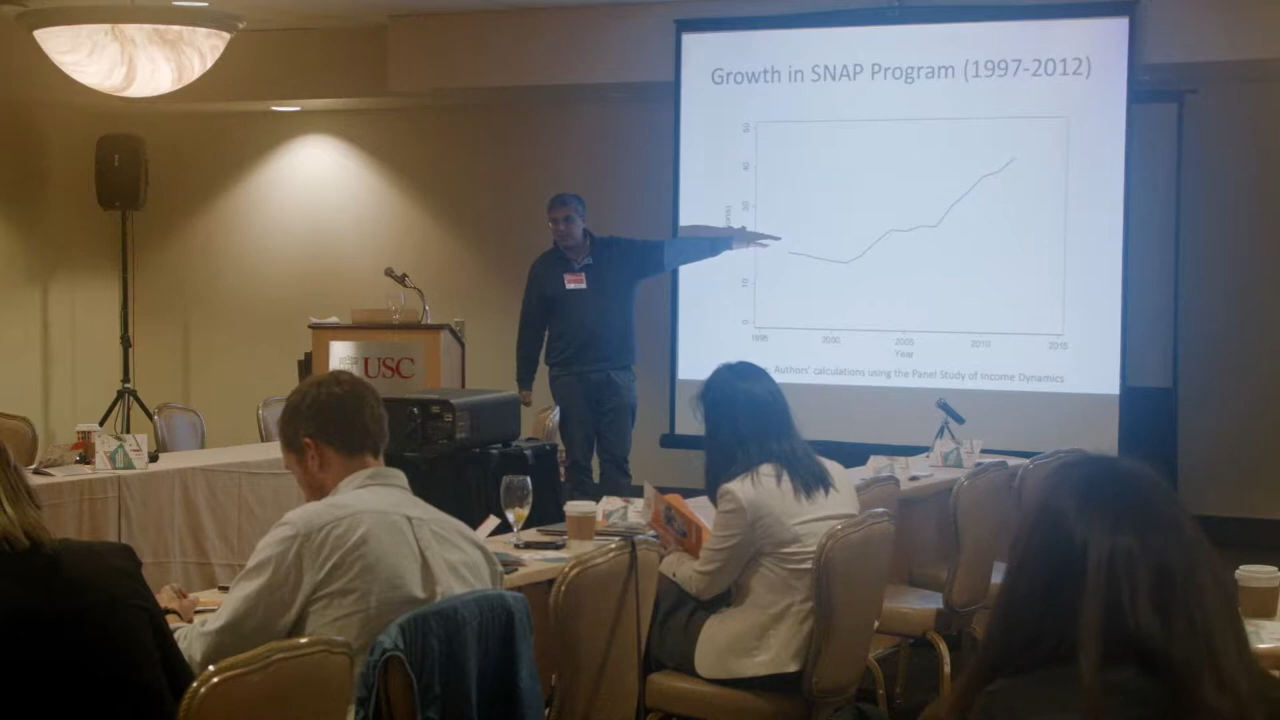 Growth in SNAP Program (1997-2012)
50
40
30
10
0
1995
2000
2005
2010
2015
Year
Authors' calculations using the Panel Study of Income Dynamics
USC